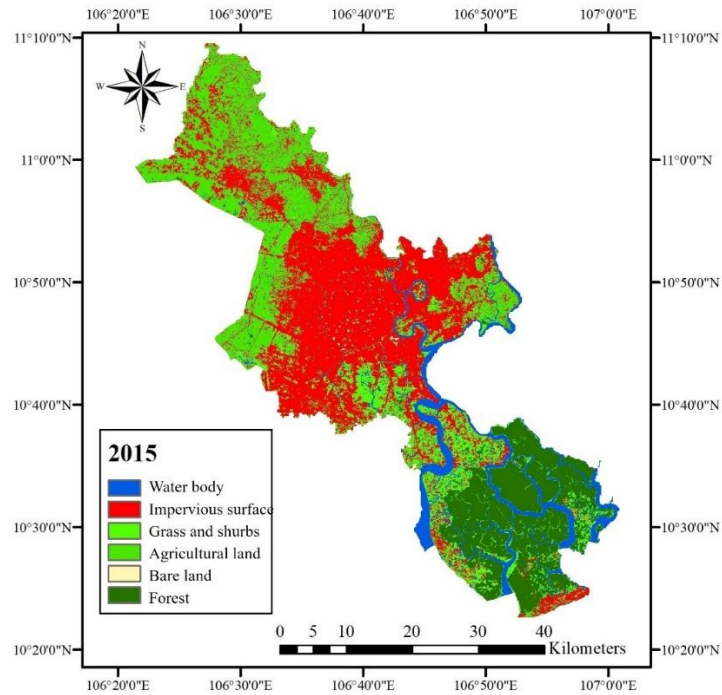 106°20'0"E 106°30'0"E 106°40'0"E 106°50'0"E 107°0'0"E
11°10'0"N 11°10'0"N
N
W E
S
11°0'0"N 11°0'0"N
10°50'0"N 10°50'0"N
10°40'0"N 10°40'0"N
2015
Water body
Impervious surface
Grass and shurbs
Agricultural land
Bare land
Forest
10°30'0"N 10°30'0"N
0 5 10 20 30 40
Kilometers
10°20'0"N 10°20'0"N
106°20'0"E 106°30'0"E 106°40'0"E 106°50'0"E 107°0'0"E